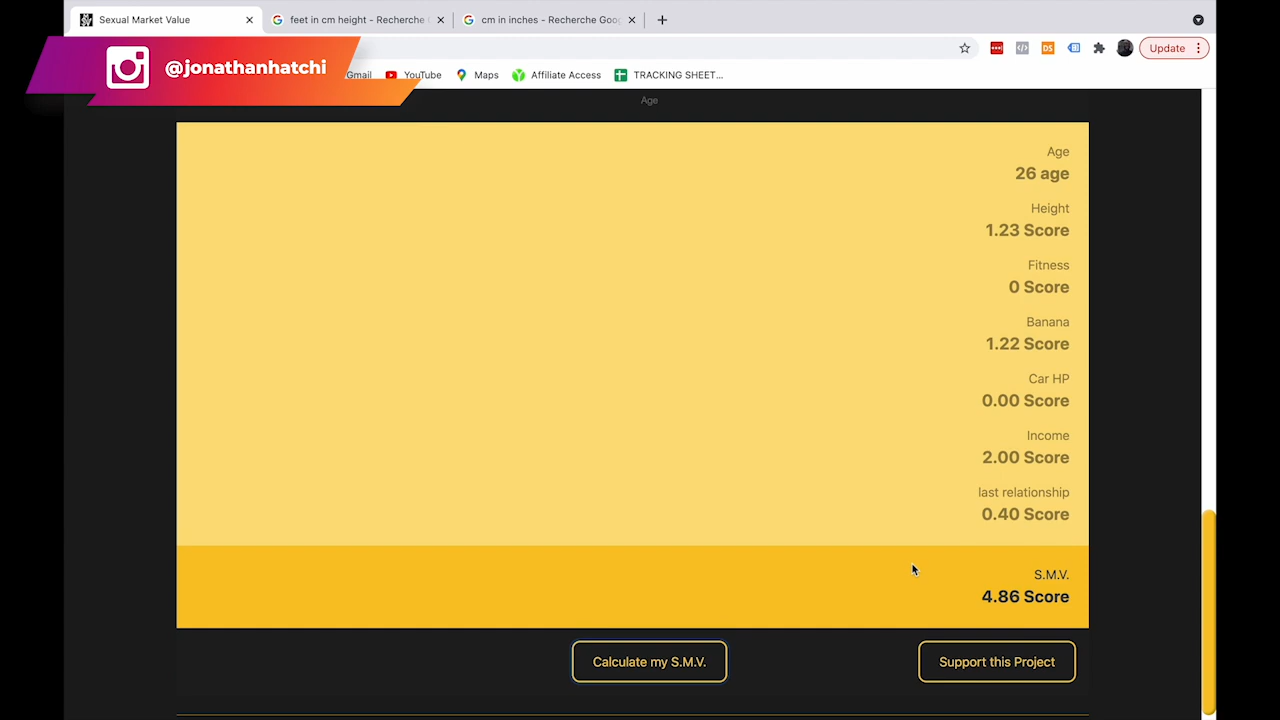 Sexual Market Value
feet in cm height - Recherche
cm in inches - Recherche Goo
@jonathanhatchi
Update
Gmail
YouTube
Maps
Affiliate Access
TRACKING SHEET...
Age
Age
26 age
Height
1.23 Score
Fitness
0 Score
Banana
1.22 Score
Car HP
0.00 Score
Income
2.00 Score
last relationship
0.40 Score
S.M.V.
4.86 Score
Calculate my S.M.V.
Support this Project